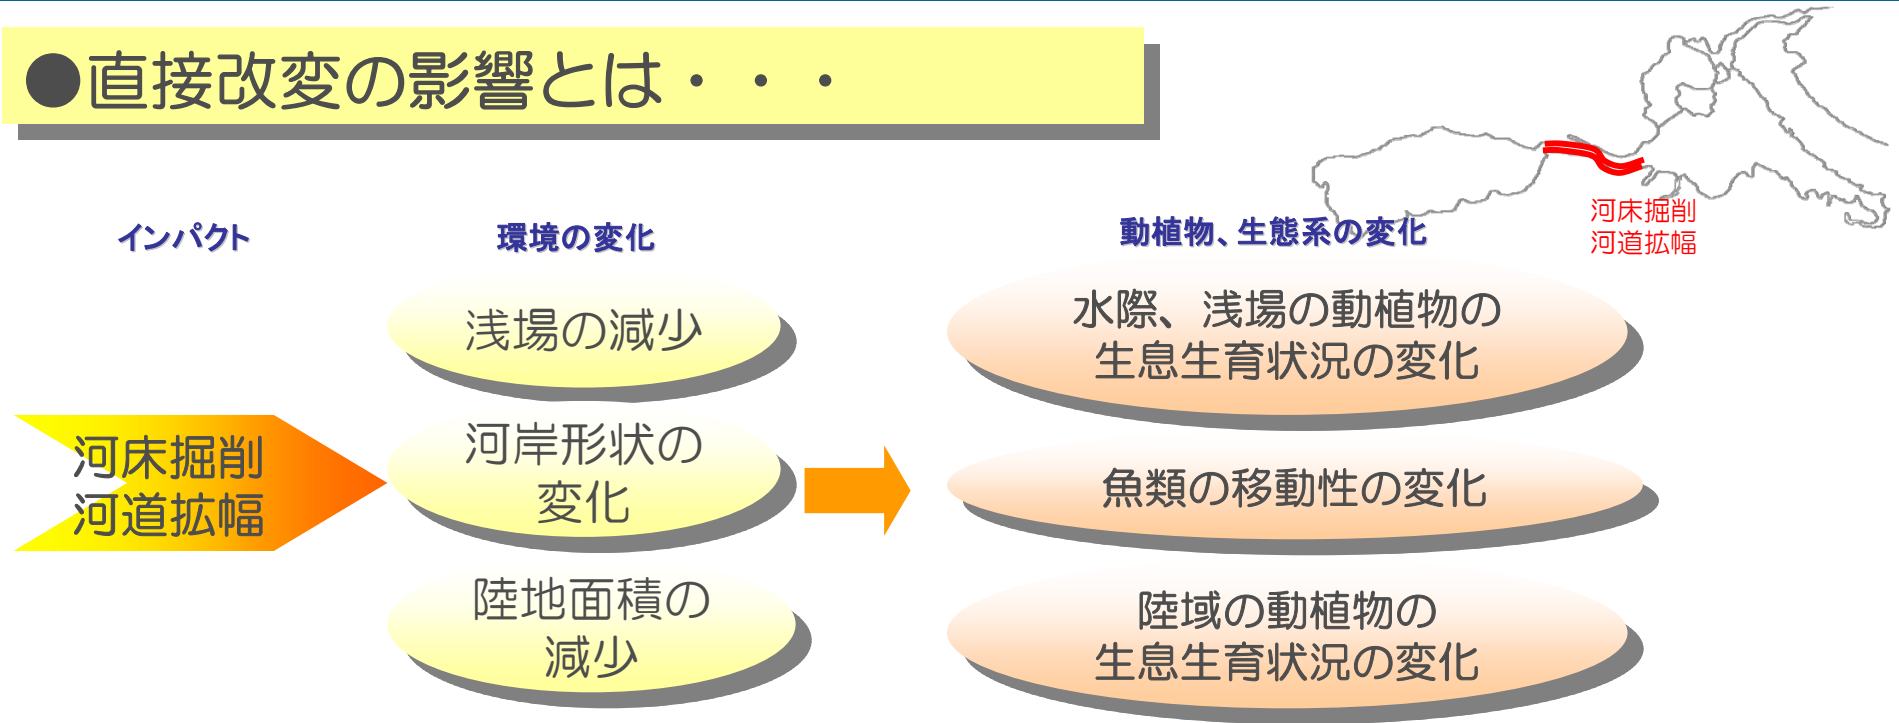 ●直接改変の影響とは・・・
河床掘削
河道拡幅
インパクト
環境の変化
動植物、生態系の変化
河床掘削
河道拡幅
浅場の減少
河岸形状の
変化
陸地面積の
減少
水際、浅場の動植物の
生息生育状況の変化
魚類の移動性の変化
陸域の動植物の
生息生育状況の変化